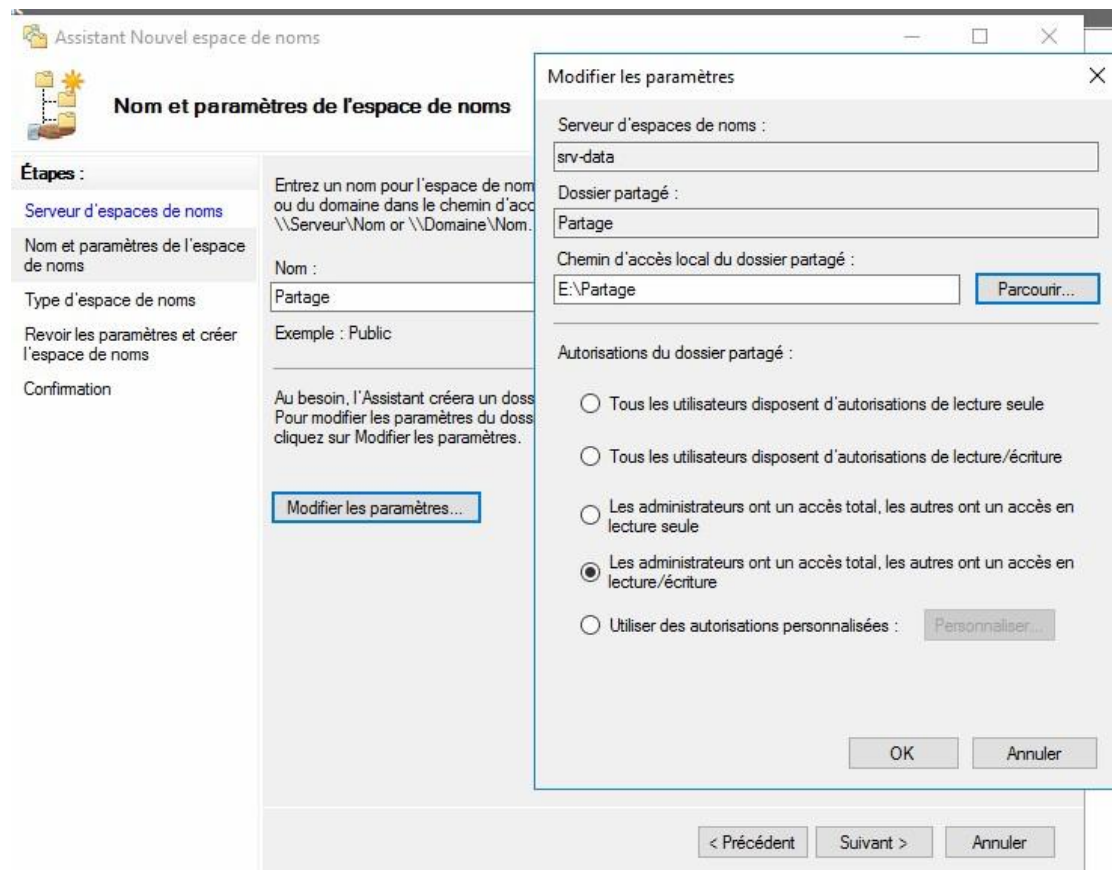 Assistant Nouvel espace de noms
Nom et paramètres de l'espace de noms
Étapes :
Serveur d'espaces de noms
Nom et paramètres de l'espace
de noms
Type d'espace de noms
Revoir les paramètres et créer
l'espace de noms
Confirmation
Entrez un nom pour l'espace de nom
ou du domaine dans le chemin d'acc
\\Serveur\Nom or \\Domaine\Nom.
Nom :
Partage
Exemple : Public
Au besoin, l'Assistant créera un doss
Pour modifier les paramètres du doss
cliquez sur Modifier les paramètres.
Modifier les paramètres...
Modifier les paramètres
Serveur d'espaces de noms :
srv-data
Dossier partagé :
Partage
Chemin d'accès local du dossier partagé :
E:\Partage
Parcourir...
Autorisations du dossier partagé :
Tous les utilisateurs disposent d'autorisations de lecture seule
Tous les utilisateurs disposent d'autorisations de lecture/écriture
Les administrateurs ont un accès total, les autres ont un accès en
lecture seule
Les administrateurs ont un accès total, les autres ont un accès en
lecture/écriture
Utiliser des autorisations personnalisées :
Personnaliser...
OK
Annuler
< Précédent
Suivant >
Annuler